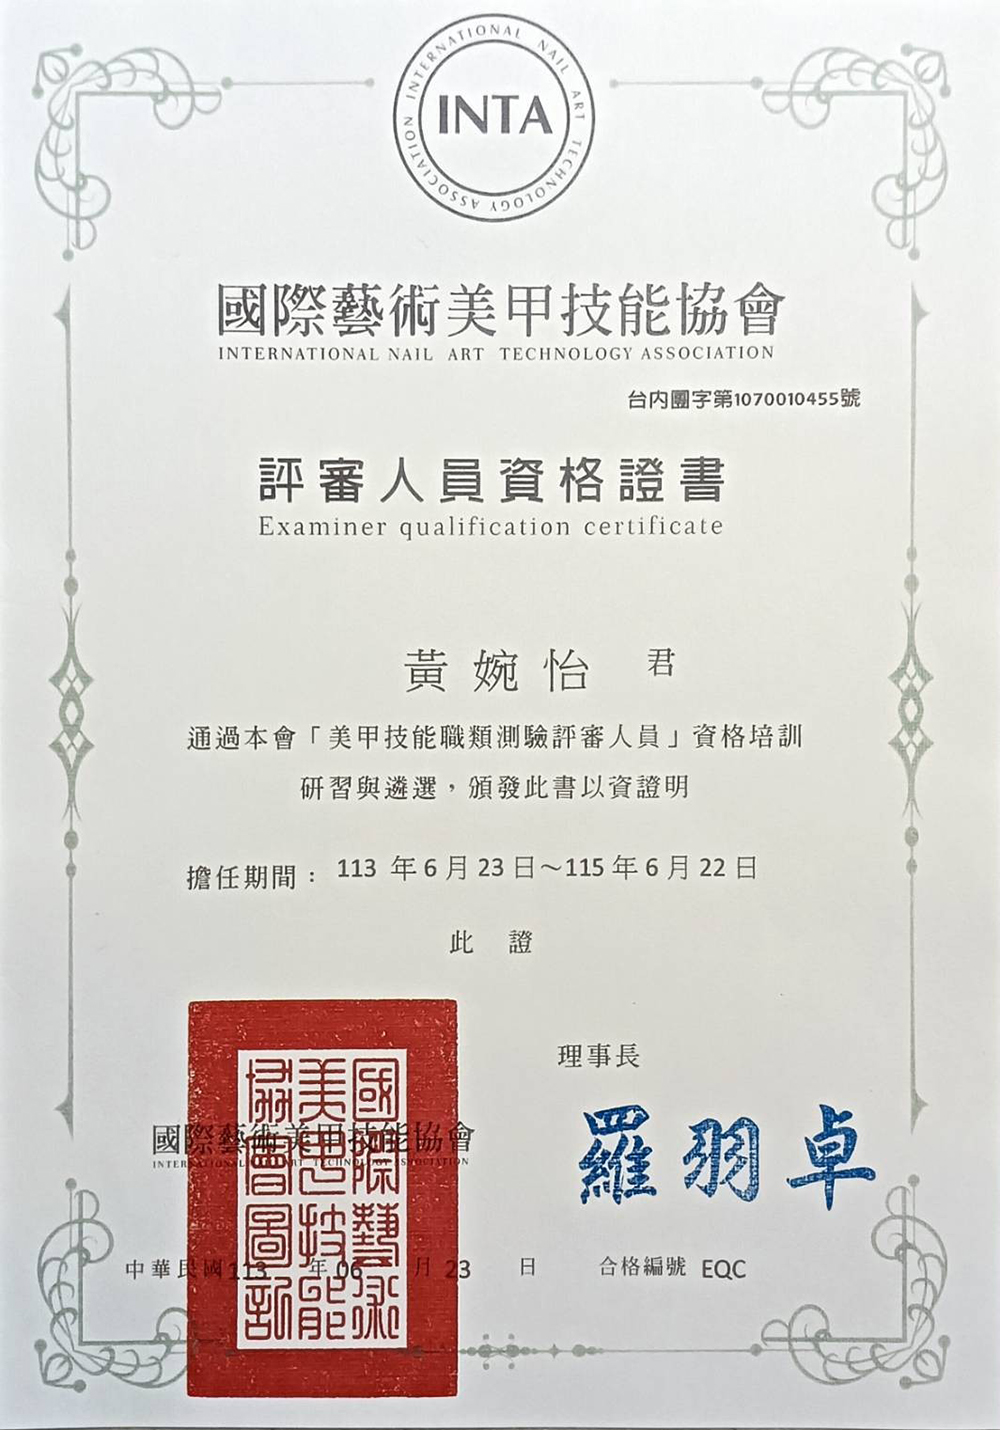 INTERNATIONAL NAIL ART TECHNOLOGY ASSOCIATION
INTA
國際藝術美甲技能協會
INTERNATIONAL NAIL ART TECHNOLOGY ASSOCIATION
台内團字第1070010455號
評審人員資格證書
Examiner qualification certificate
黃婉怡 君
通過本會「美甲技能職類測驗評審人員」資格培訓
研習與遴選，頒發此書以資證明
擔任期間： 113 年 6 月 23 日～115 年 6 月 22 日
此 證
理事長
羅羽卓
國際藝術美甲技能協會
INTERNATIONAL NAIL ART TECHNOLOGY ASSOCIATION
國際藝術
美甲技能
協會圖記
中華民國 113 年 06 月 23 日 合格編號 EQC